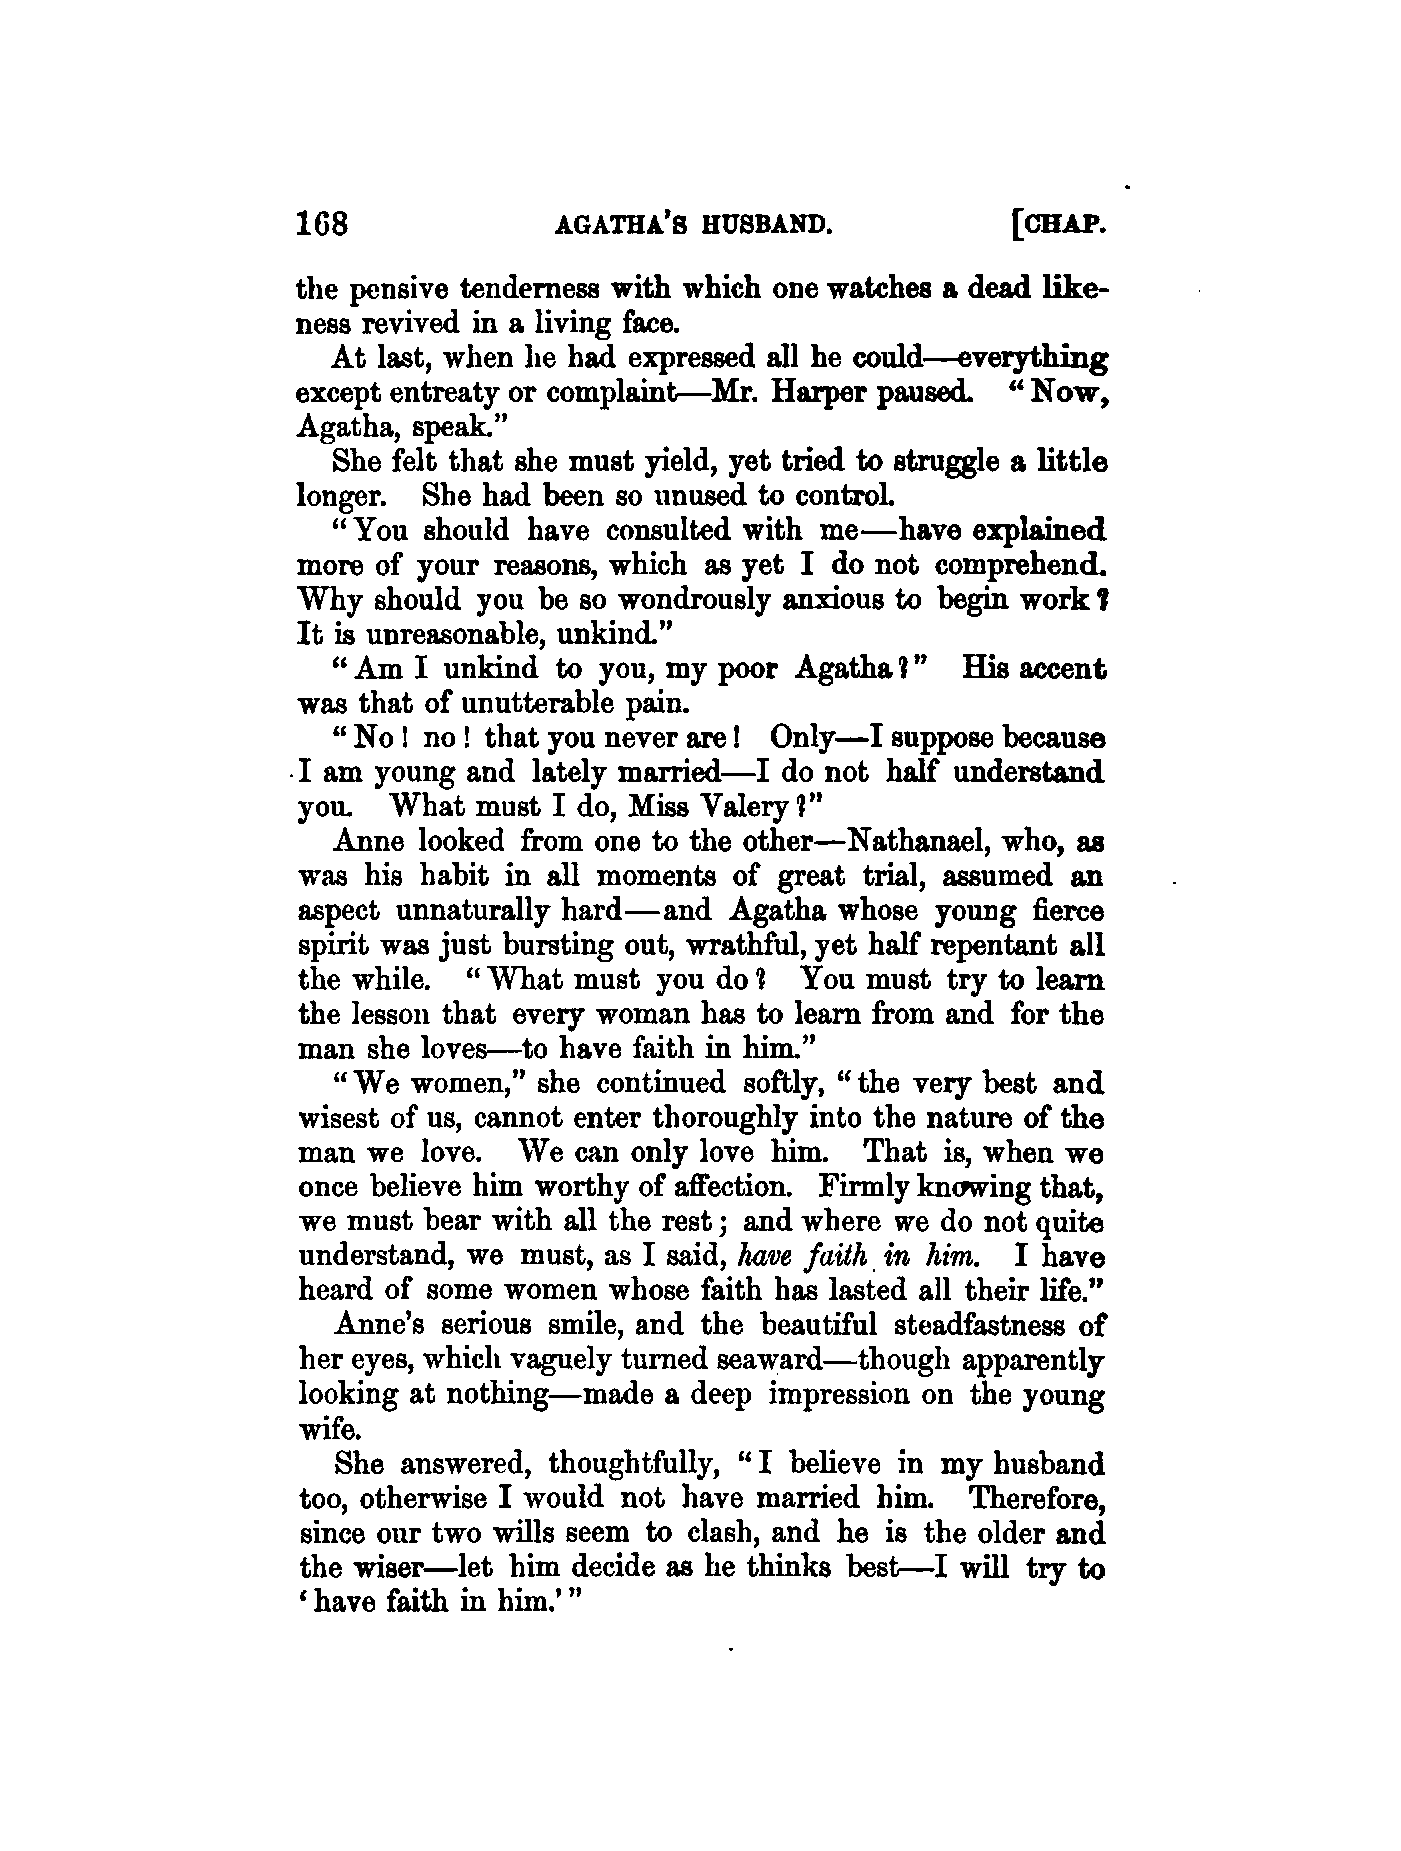 168 AGATHA'S HUSBAND. [CHAP.
the pensive tenderness with which one watches a dead like-
ness revived in a living face.
At last, when he had expressed all he could—everything
except entreaty or complaint—Mr. Harper paused. "Now,
Agatha, speak."
She felt that she must yield, yet tried to struggle a little
longer. She had been so unused to control.
"You should have consulted with me—have explained
more of your reasons, which as yet I do not comprehend.
Why should you be so wondrously anxious to begin work?
It is unreasonable, unkind."
"Am I unkind to you, my poor Agatha?" His accent
was that of unutterable pain.
"No! no! that you never are! Only—I suppose because
I am young and lately married—I do not half understand
you. What must I do, Miss Valery?"
Anne looked from one to the other—Nathanael, who, as
was his habit in all moments of great trial, assumed an
aspect unnaturally hard—and Agatha whose young fierce
spirit was just bursting out, wrathful, yet half repentant all
the while. "What must you do? You must try to learn
the lesson that every woman has to learn from and for the
man she loves—to have faith in him."
"We women," she continued softly, "the very best and
wisest of us, cannot enter thoroughly into the nature of the
man we love. We can only love him. That is, when we
once believe him worthy of affection. Firmly knowing that,
we must bear with all the rest; and where we do not quite
understand, we must, as I said, have faith in him. I have
heard of some women whose faith has lasted all their life."
Anne's serious smile, and the beautiful steadfastness of
her eyes, which vaguely turned seaward—though apparently
looking at nothing—made a deep impression on the young
wife.
She answered, thoughtfully, "I believe in my husband
too, otherwise I would not have married him. Therefore,
since our two wills seem to clash, and he is the older and
the wiser—let him decide as he thinks best—I will try to
'have faith in him.'"